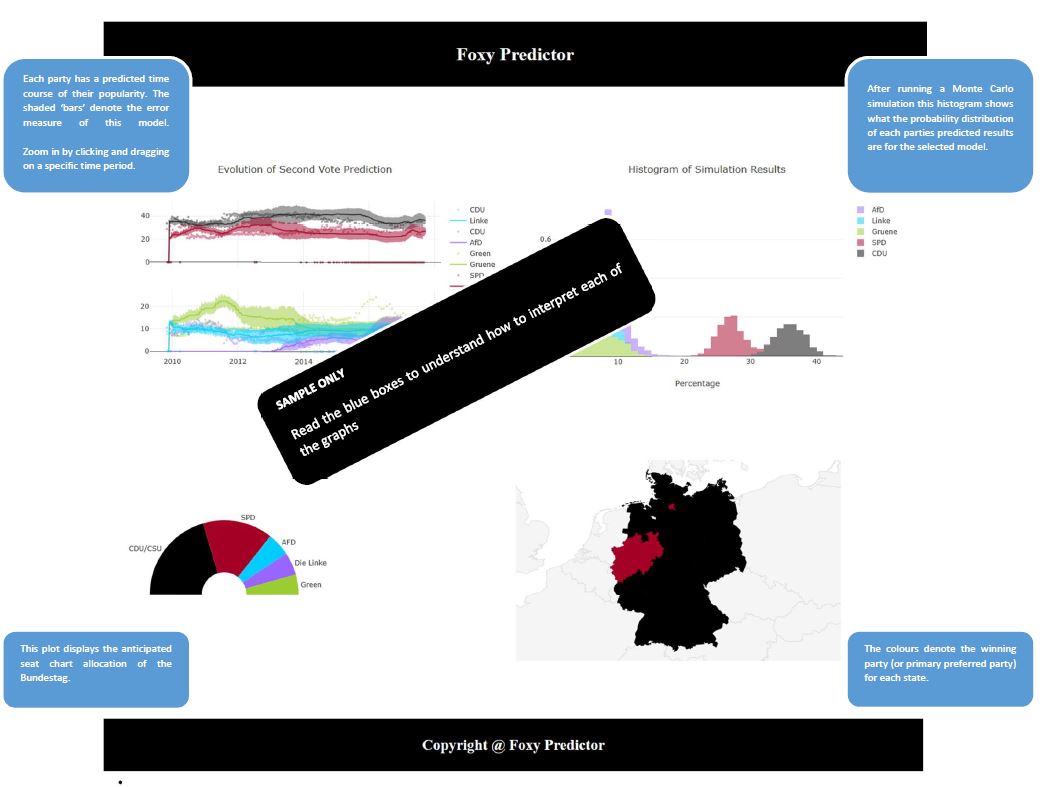 Foxy Predictor
Each party has a predicted time
course of their popularity. The
shaded ‘bars’ denote the error
measure of this model.
Zoom in by clicking and dragging
on a specific time period.
After running a Monte Carlo
simulation this histogram shows
what the probability distribution
of each parties predicted results
are for the selected model.
Evolution of Second Vote Prediction
40
20
0
20
10
0
2010
2012
2014
CDU
Linke
CDU
AfD
Green
Gruene
SPD
Histogram of Simulation Results
0.6
10
20
30
40
Percentage
AfD
Linke
Gruene
SPD
CDU
SAMPLE ONLY
Read the blue boxes to understand how to interpret each of
the graphs
CDU/CSU
SPD
AFD
Die Linke
Green
This plot displays the anticipated
seat chart allocation of the
Bundestag.
The colours denote the winning
party (or primary preferred party)
for each state.
Copyright @ Foxy Predictor